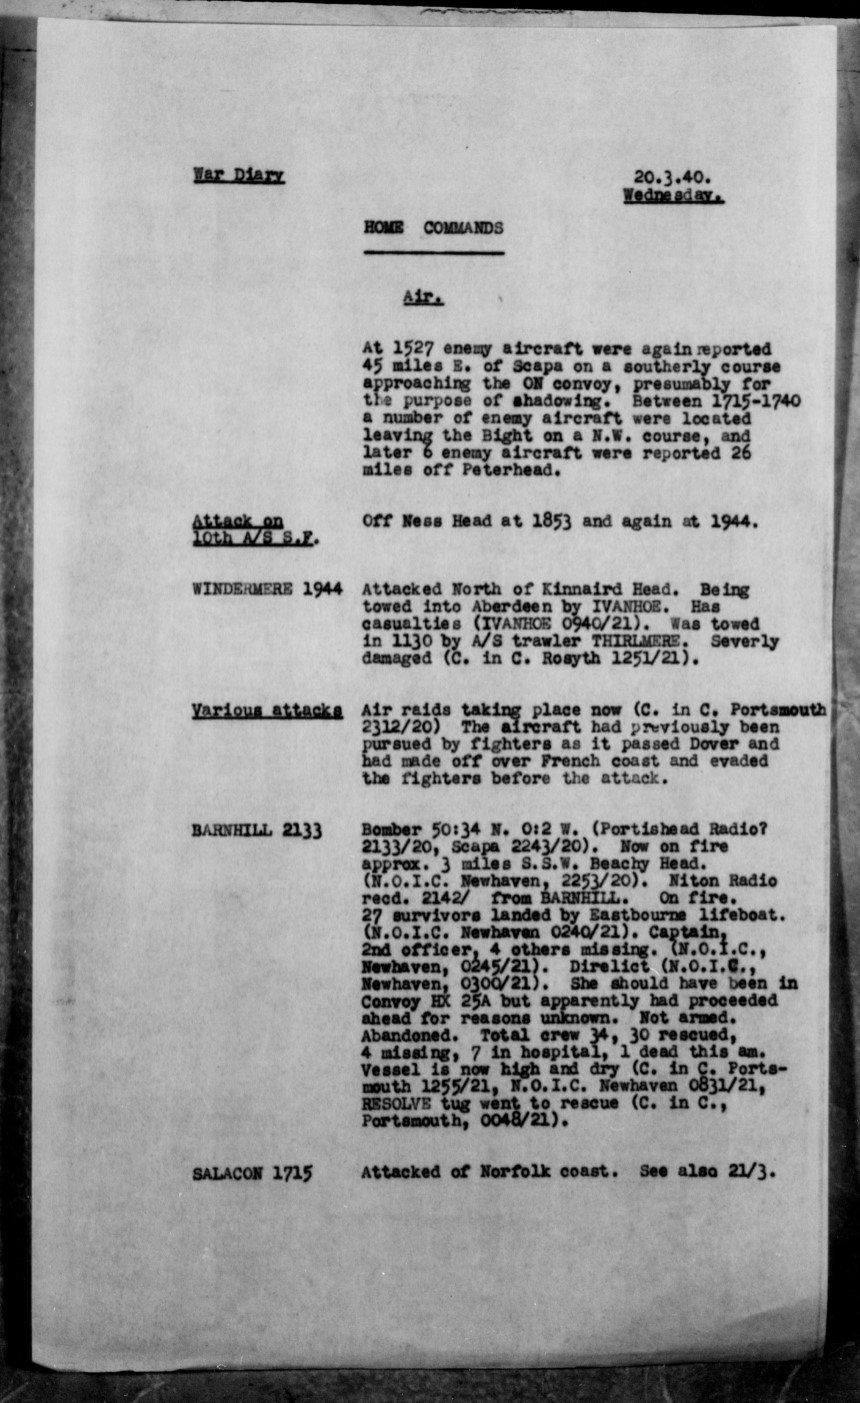 War Diary 20.3.40.
Wednesday.
HOME COMMANDS
Air.
At 1527 enemy aircraft were again reported
45 miles E. of Scapa on a southerly course
approaching the ON convoy, presumably for
the purpose of shadowing. Between 1715-1740
a number of enemy aircraft were located
leaving the Bight on a N.W. course, and
later 6 enemy aircraft were reported 26
miles off Peterhead.
Attack on Off Ness Head at 1853 and again at 1944.
10th A/S S.F.
WINDERMERE 1944 Attacked North of Kinnaird Head. Being
towed into Aberdeen by IVANHOE. Has
casualties (IVANHOE 0940/21). Was towed
in 1130 by A/S trawler THIRLMERE. Severly
damaged (C. in C. Rosyth 1251/21).
Various attacks Air raids taking place now (C. in C. Portsmouth
2312/20) The aircraft had previously been
pursued by fighters as it passed Dover and
had made off over French coast and evaded
the fighters before the attack.
BARNHILL 2133 Bomber 50:34 N. 0:2 W. (Portishead Radio?
2133/20, Scapa 2243/20). Now on fire
approx. 3 miles S.S.W. Beachy Head.
(N.O.I.C. Newhaven, 2253/20). Niton Radio
recd. 2142/ from BARNHILL. On fire.
27 survivors landed by Eastbourne lifeboat.
(N.O.I.C. Newhaven 0240/21). Captain,
2nd officer, 4 others missing. (N.O.I.C.,
Newhaven, 0245/21). Direlict (N.O.I.C.,
Newhaven, 0300/21). She should have been in
Convoy HX 25A but apparently had proceeded
ahead for reasons unknown. Not armed.
Abandoned. Total crew 34, 30 rescued,
4 missing, 7 in hospital, 1 dead this am.
Vessel is now high and dry (C. in C. Ports-
mouth 1255/21, N.O.I.C. Newhaven 0831/21,
RESOLVE tug went to rescue (C. in C.,
Portsmouth, 0048/21).
SALACON 1715 Attacked of Norfolk coast. See also 21/3.